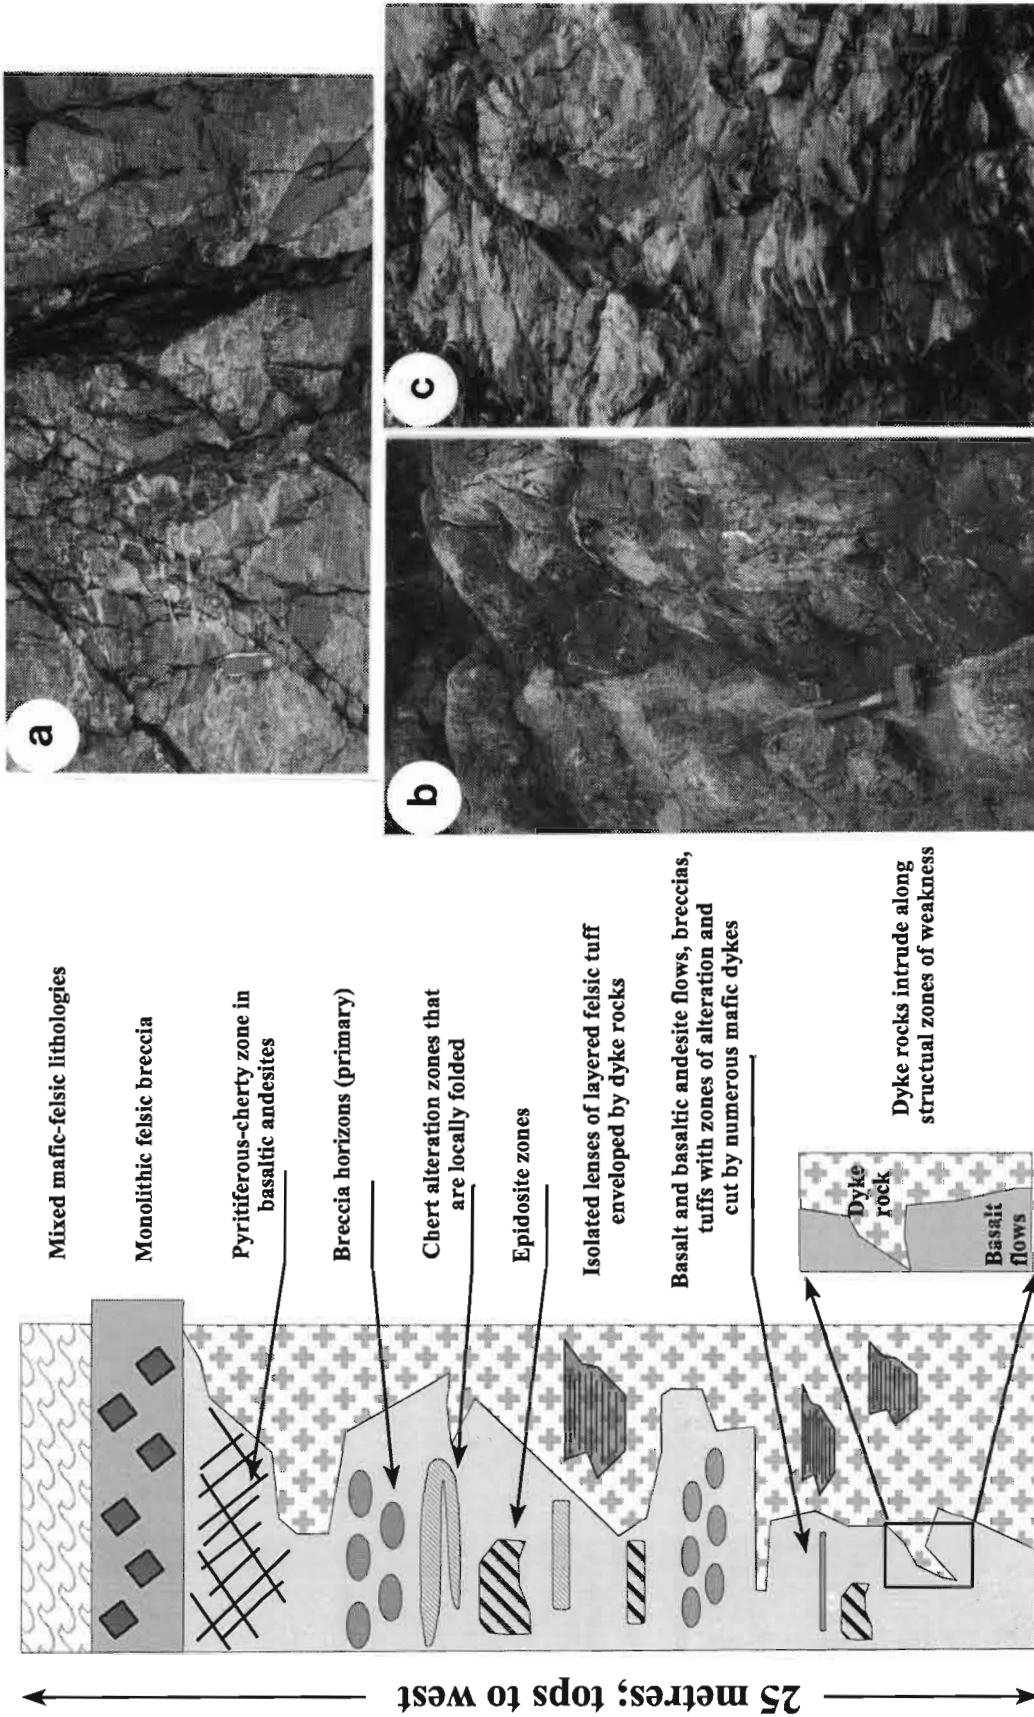 Mixed mafic-felsic lithologies
Monolithic felsic breccia
Pyritiferous-cherty zone in
basaltic andesites
Breccia horizons (primary)
Chert alteration zones that
are locally folded
Epidosite zones
Isolated lenses of layered felsic tuff
enveloped by dyke rocks
Basalt and basaltic andesite flows, breccias,
tuffs with zones of alteration and
cut by numerous mafic dykes
Dyke
rock
Basalt
flows
Dyke rocks intrude along
structual zones of weakness
25 metres; tops to west
a
b
c